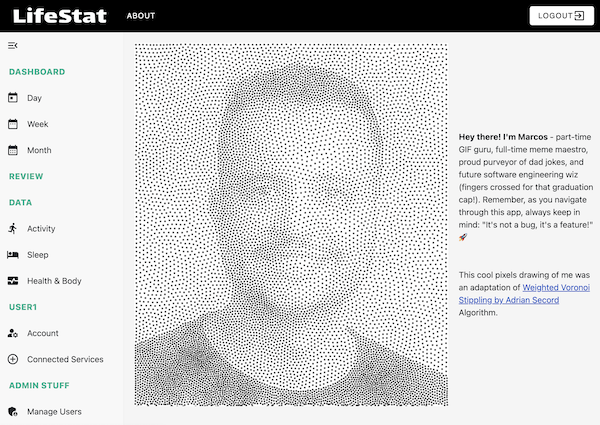 LifeStat
ABOUT
LOGOUT
DASHBOARD
Day
Week
Month
REVIEW
DATA
Activity
Sleep
Health & Body
USER1
Account
Connected Services
ADMIN STUFF
Manage Users
Hey there! I'm Marcos - part-time
GIF guru, full-time meme maestro,
proud purveyor of dad jokes, and
future software engineering wiz
(fingers crossed for that graduation
cap!). Remember, as you navigate
through this app, always keep in
mind: "It's not a bug, it's a feature!"
🚀
This cool pixels drawing of me was
an adaptation of Weighted Voronoi
Stippling by Adrian Secord
Algorithm.